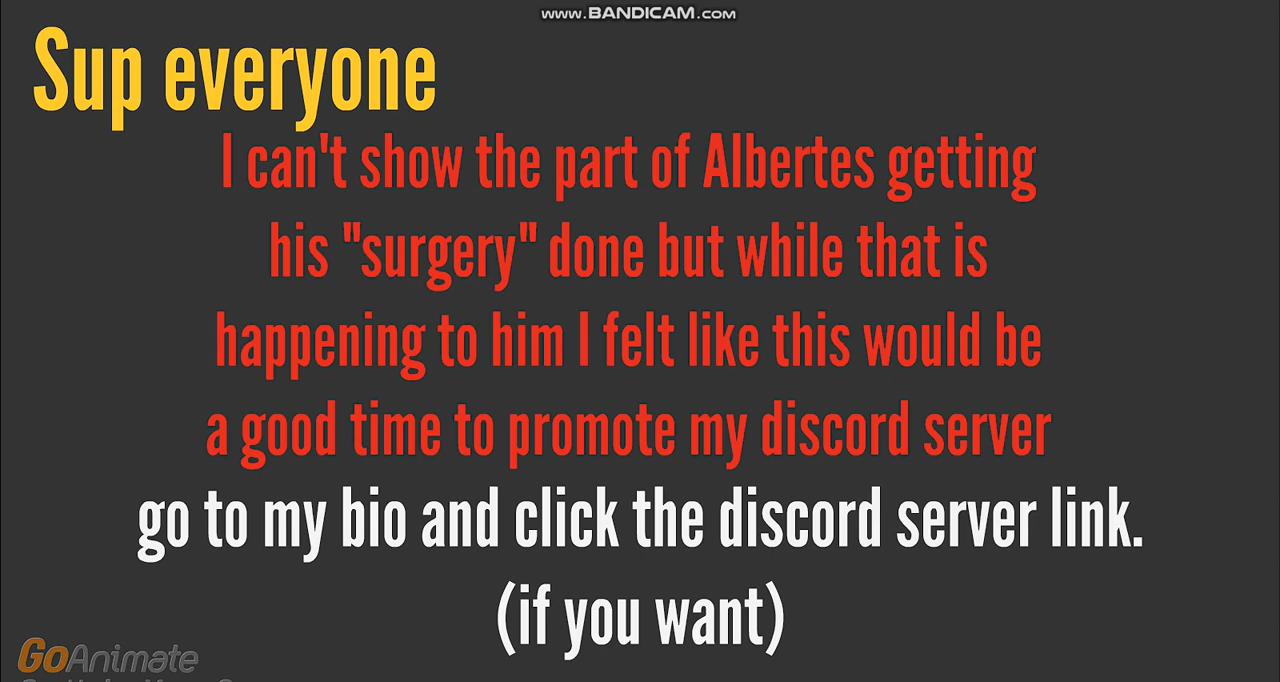 www.BANDICAM.com
Sup everyone
I can't show the part of Albertes getting
his "surgery" done but while that is
happening to him I felt like this would be
a good time to promote my discord server
go to my bio and click the discord server link.
(if you want)
GoAnimate